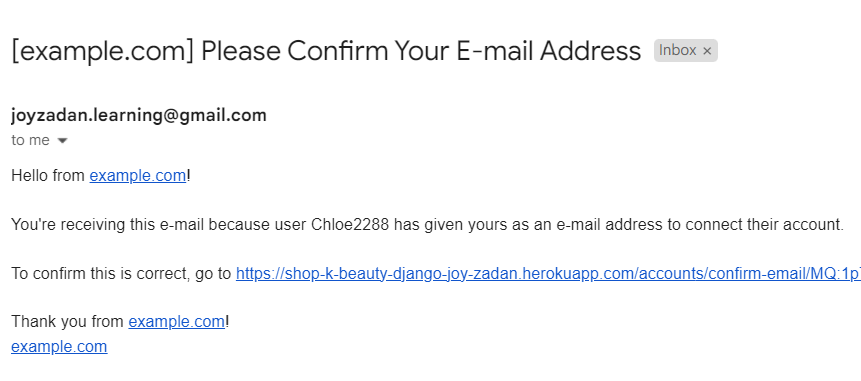 [example.com] Please Confirm Your E-mail Address Inbox ×
joyzadan.learning@gmail.com
to me
Hello from example.com!
You're receiving this e-mail because user Chloe2288 has given yours as an e-mail address to connect their account.
To confirm this is correct, go to https://shop-k-beauty-django-joy-zadan.herokuapp.com/accounts/confirm-email/MQ:1p
Thank you from example.com!
example.com